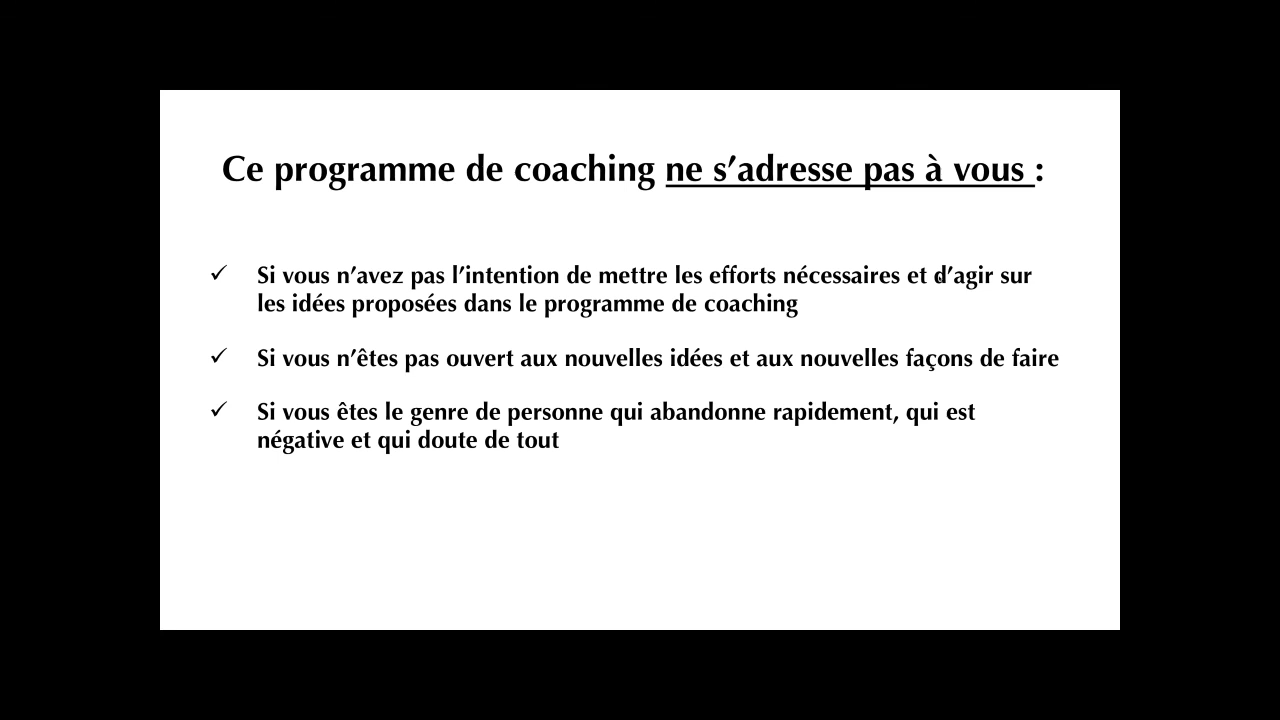 Ce programme de coaching ne s’adresse pas à vous :
✓ Si vous n’avez pas l’intention de mettre les efforts nécessaires et d’agir sur
les idées proposées dans le programme de coaching
✓ Si vous n’êtes pas ouvert aux nouvelles idées et aux nouvelles façons de faire
✓ Si vous êtes le genre de personne qui abandonne rapidement, qui est
négative et qui doute de tout